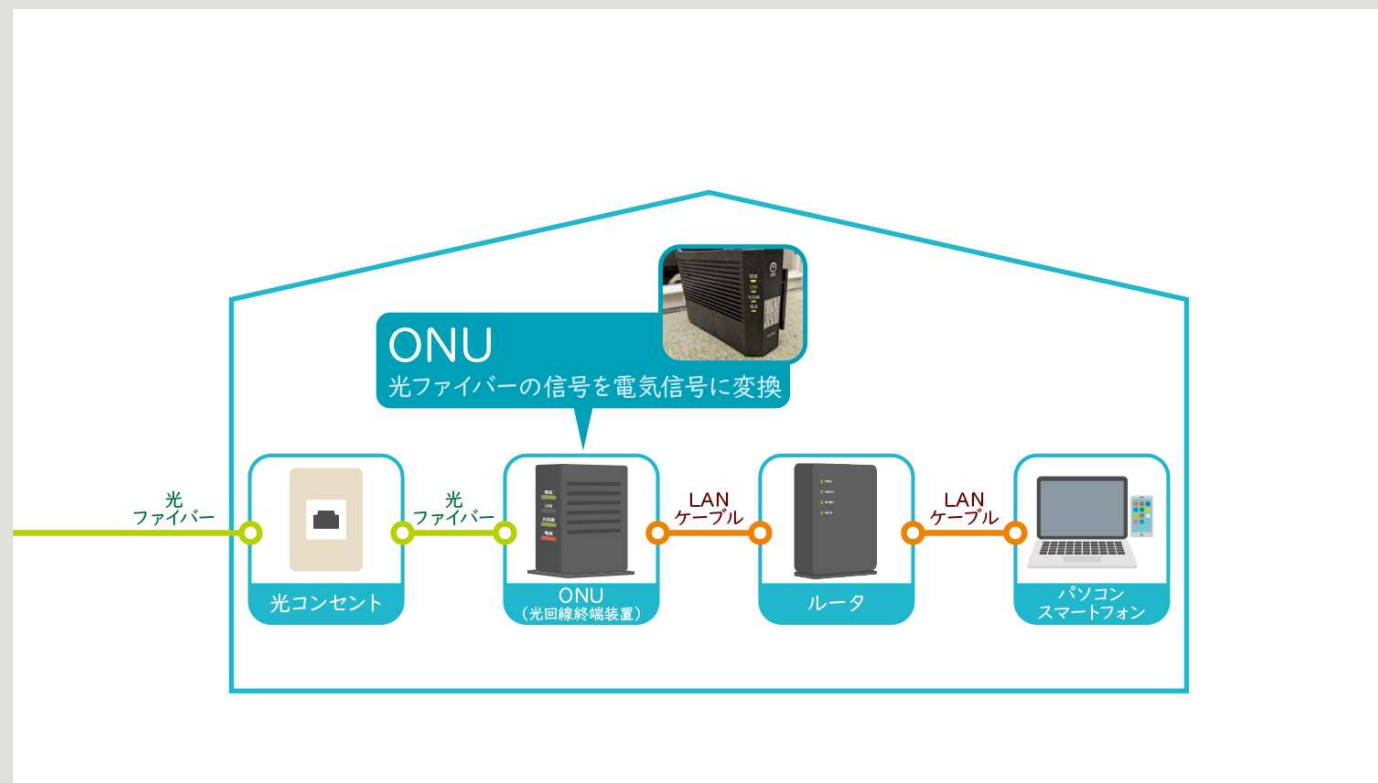 ONU
光ファイバーの信号を電気信号に変換
光
ファイバー
光
ファイバー
LAN
ケーブル
LAN
ケーブル
光コンセント
ONU
(光回線終端装置)
ルータ
パソコン
スマートフォン